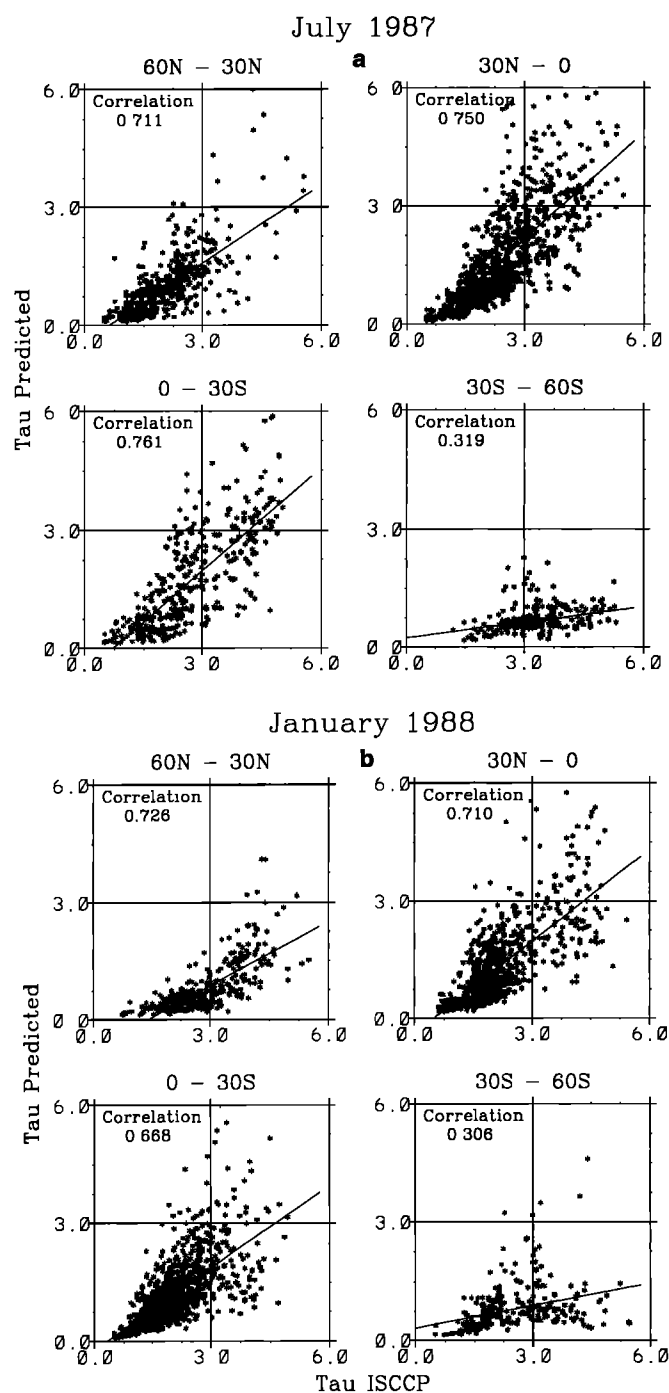 July 1987
a
60N - 30N
30N - 0
6.0
Correlation
0 711
3.0
0.0
0.0 3.0 6.0
6 0
Correlation
0 750
3 0
0 0
0.0 3.0 6.0
Tau Predicted
0 - 30S
30S - 60S
6 0
Correlation
0.761
3.0
0.0
0.0 3.0 6.0
6 0
Correlation
0.319
3.0
0.0
0.0 3.0 6.0
January 1988
b
60N - 30N
30N - 0
6.0
Correlation
0.726
3.0
0.0
0.0 3.0 6.0
6.0
Correlation
0.710
3.0
0.0
0.0 3.0 6.0
Tau Predicted
0 - 30S
30S - 60S
6.0
Correlation
0 668
3.0
0.0
0.0 3.0 6.0
6.0
Correlation
0 306
3.0
0.0
0.0 3.0 6.0
Tau ISCCP